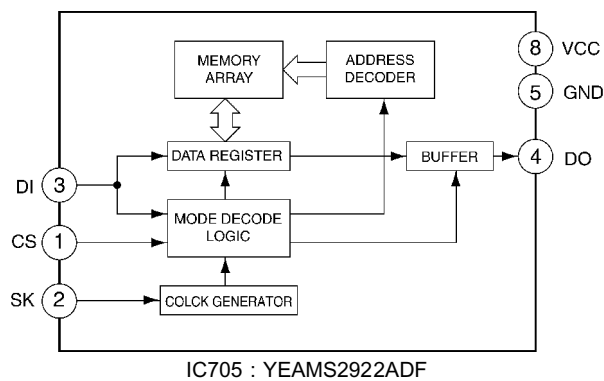 MEMORY
ARRAY
ADDRESS
DECODER
8 VCC
5 GND
DATA REGISTER
BUFFER
4 DO
DI 3
MODE DECODE
LOGIC
CS 1
SK 2
COLCK GENERATOR
IC705 : YEAMS2922ADF